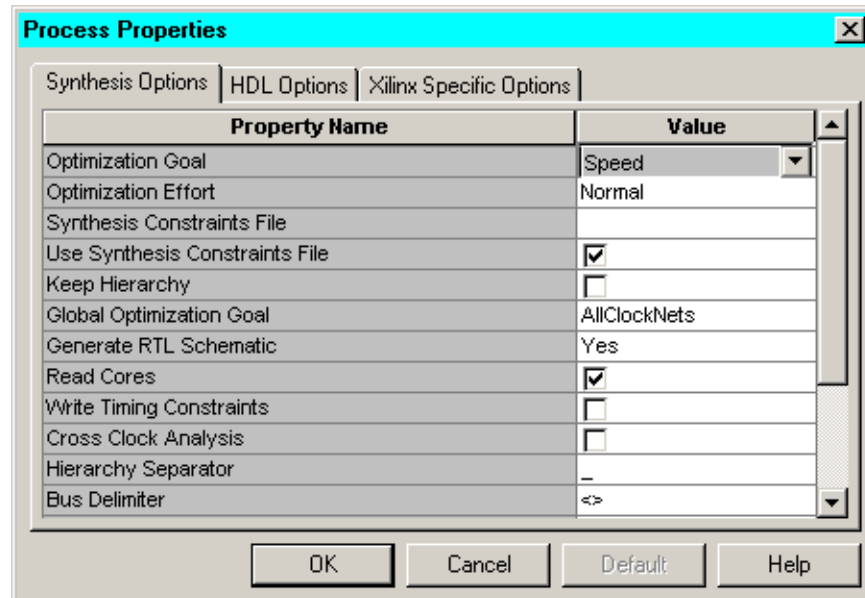 Process Properties
Synthesis Options HDL Options Xilinx Specific Options
Property Name Value
Optimization Goal Speed
Optimization Effort Normal
Synthesis Constraints File
Use Synthesis Constraints File
Keep Hierarchy
Global Optimization Goal AllClockNets
Generate RTL Schematic Yes
Read Cores
Write Timing Constraints
Cross Clock Analysis
Hierarchy Separator _
Bus Delimiter <>
OK Cancel Default Help